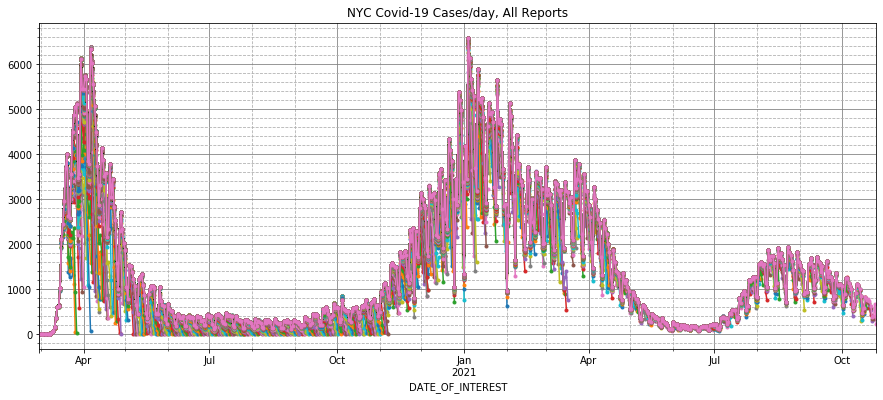 NYC Covid-19 Cases/day, All Reports
6000
5000
4000
3000
2000
1000
0
Apr Jul Oct Jan Apr Jul Oct
2021
DATE_OF_INTEREST